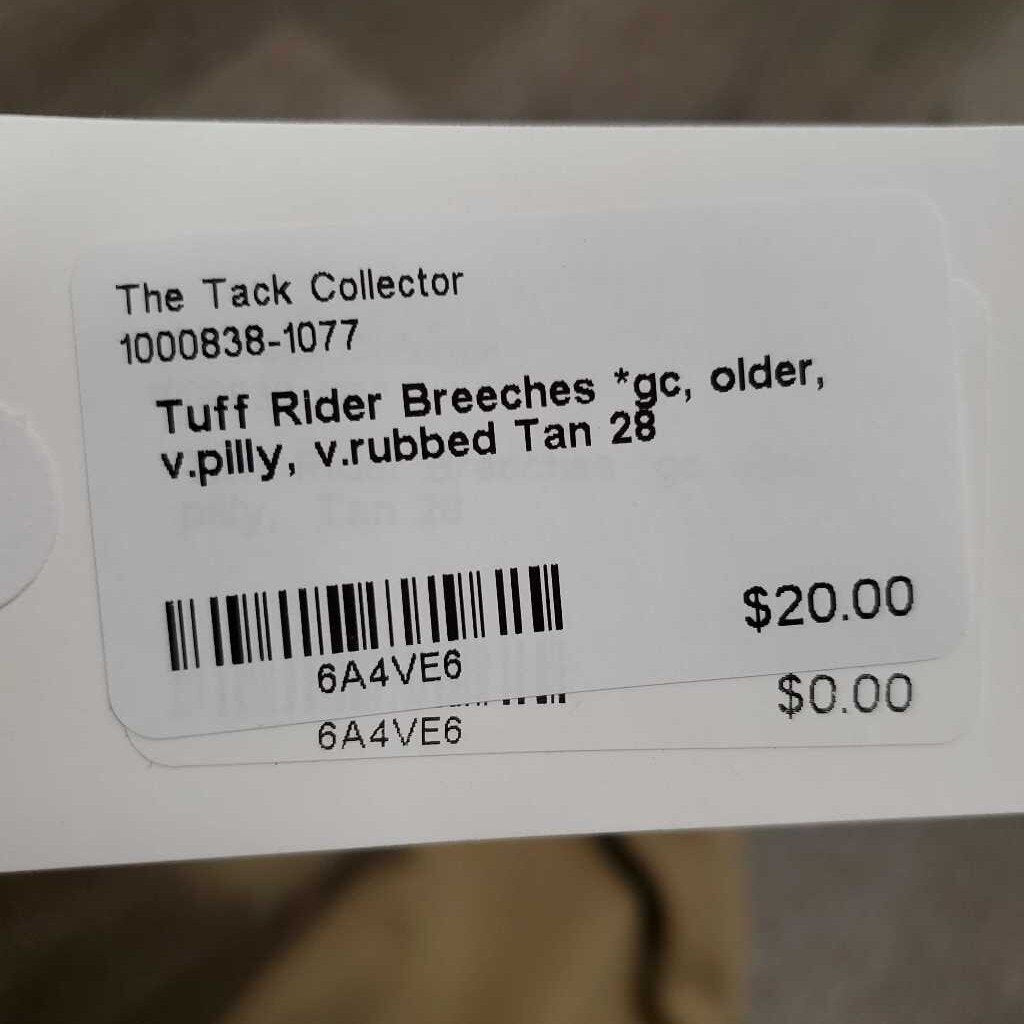 The Tack Collector
1000838-1077
Tuff Rider Breeches *gc, older,
v.pilly, v.rubbed Tan 28
$20.00
6A4VE6
$0.00
6A4VE6